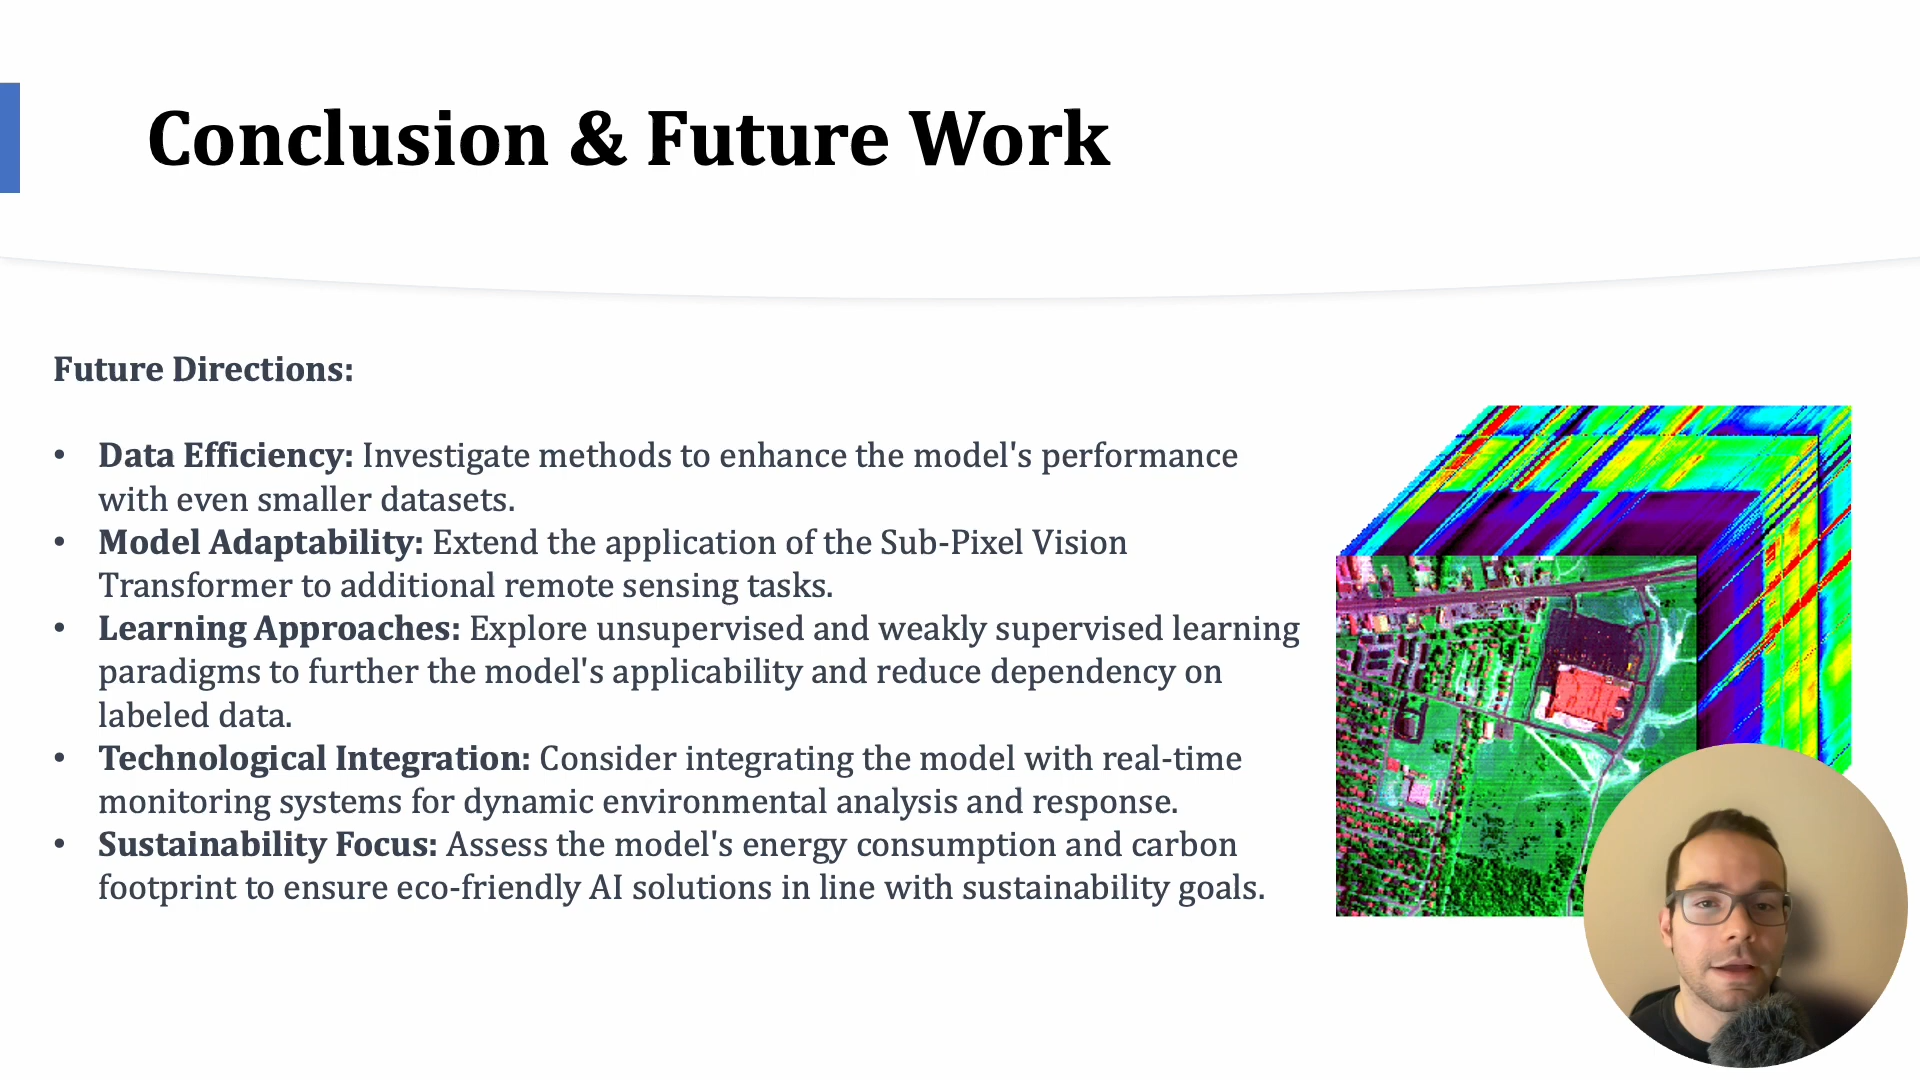 Conclusion & Future Work
Future Directions:
• Data Efficiency: Investigate methods to enhance the model's performance
with even smaller datasets.
• Model Adaptability: Extend the application of the Sub-Pixel Vision
Transformer to additional remote sensing tasks.
• Learning Approaches: Explore unsupervised and weakly supervised learning
paradigms to further the model's applicability and reduce dependency on
labeled data.
• Technological Integration: Consider integrating the model with real-time
monitoring systems for dynamic environmental analysis and response.
• Sustainability Focus: Assess the model's energy consumption and carbon
footprint to ensure eco-friendly AI solutions in line with sustainability goals.